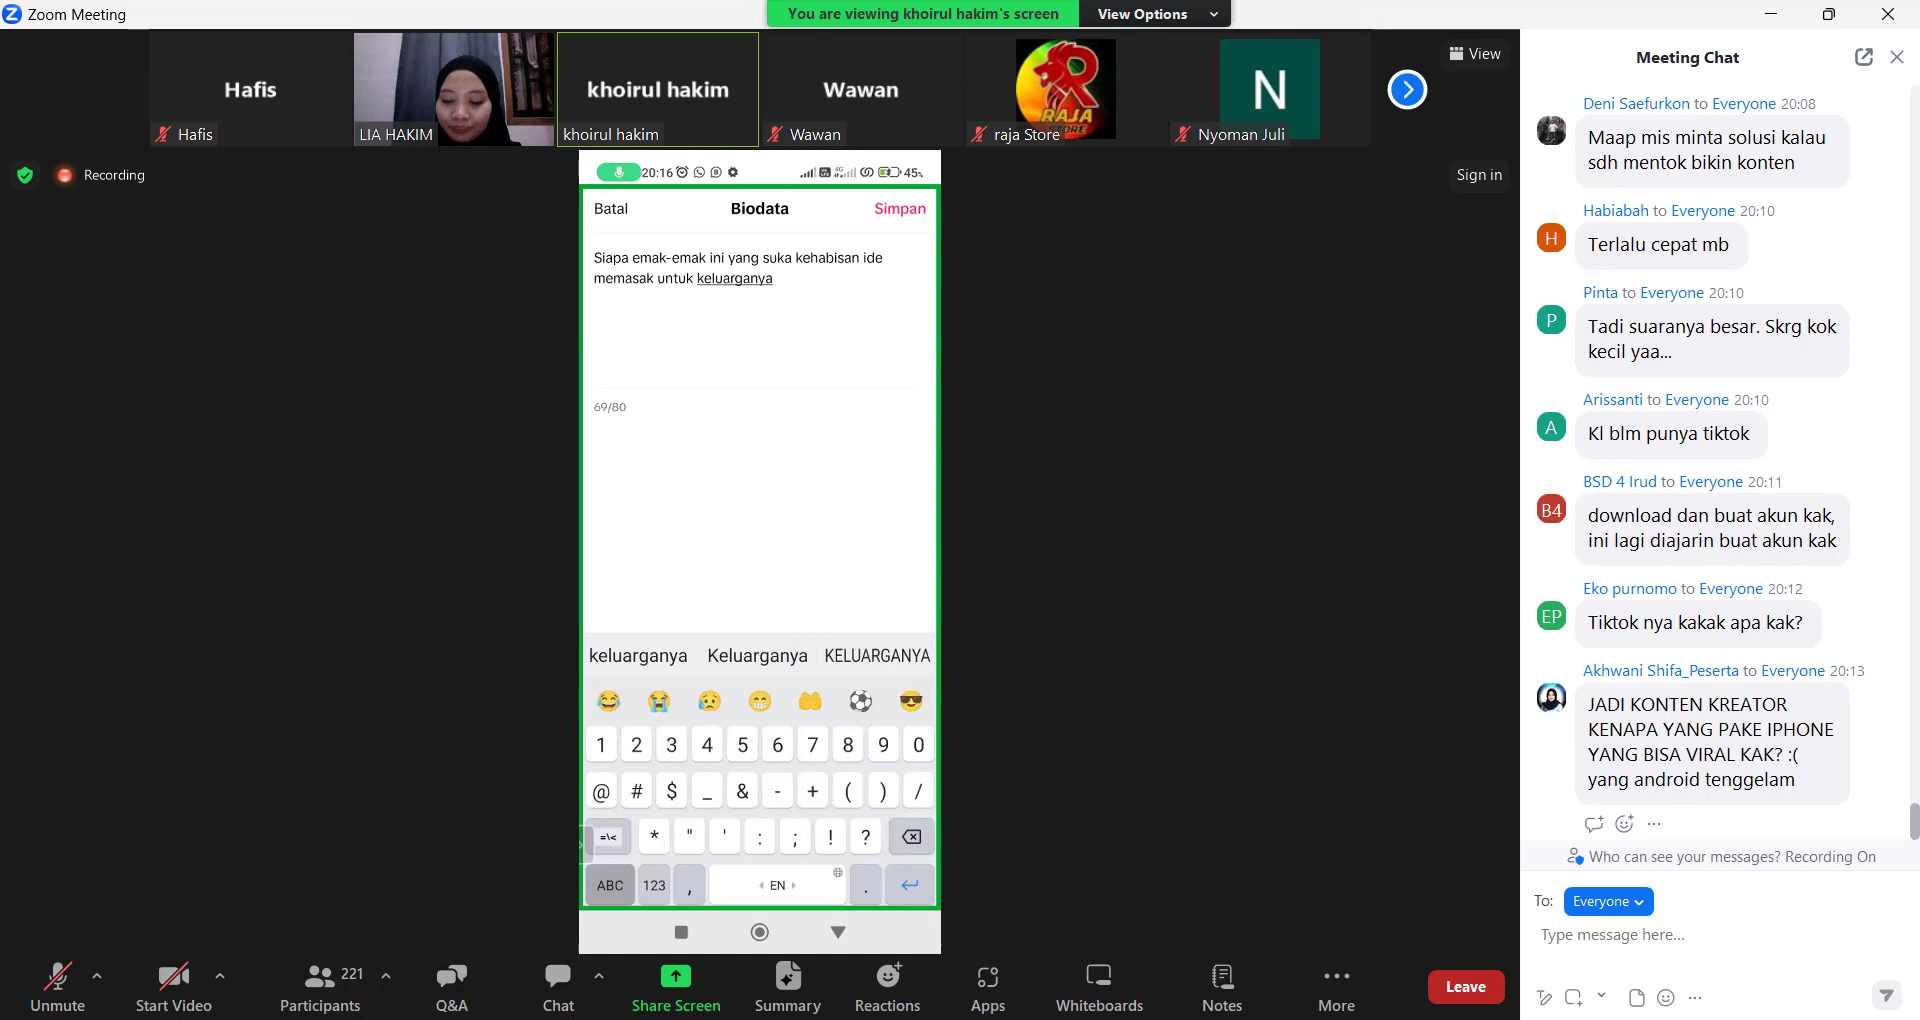 Zoom Meeting
You are viewing khoirul hakim's screen
View Options
View
Hafis
Hafis
LIA HAKIM
khoirul hakim
khoirul hakim
Wawan
Wawan
RAJA
raja Store
N
Nyoman Juli
Recording
Sign in
20:16
45%
Batal
Biodata
Simpan
Siapa emak-emak ini yang suka kehabisan ide
memasak untuk keluarganya
69/80
keluarganya Keluarganya KELUARGANYA
1 2 3 4 5 6 7 8 9 0
@ # $ _ & - + ( ) /
=\< * " ' : ; ! ?
ABC 123 , EN .
Meeting Chat
Deni Saefurkon to Everyone 20:08
Maap mis minta solusi kalau
sdh mentok bikin konten
Habiabah to Everyone 20:10
H
Terlalu cepat mb
Pinta to Everyone 20:10
P
Tadi suaranya besar. Skrg kok
kecil yaa...
Arissanti to Everyone 20:10
A
Kl blm punya tiktok
BSD 4 Irud to Everyone 20:11
B4
download dan buat akun kak,
ini lagi diajarin buat akun kak
Eko purnomo to Everyone 20:12
EP
Tiktok nya kakak apa kak?
Akhwani Shifa_Peserta to Everyone 20:13
JADI KONTEN KREATOR
KENAPA YANG PAKE IPHONE
YANG BISA VIRAL KAK? :(
yang android tenggelam
Who can see your messages? Recording On
To: Everyone
Type message here...
Unmute
Start Video
221
Participants
Q&A
Chat
Share Screen
Summary
Reactions
Apps
Whiteboards
Notes
More
Leave